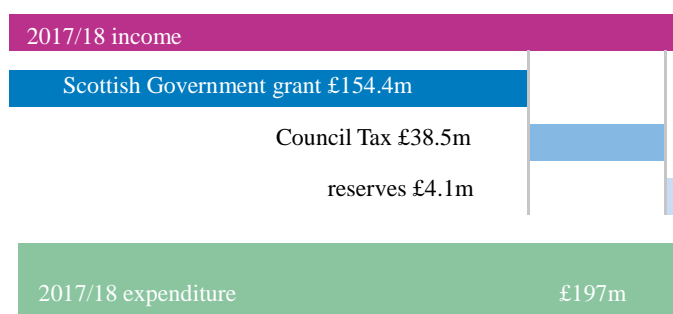 2017/18 income
Scottish Government grant £154.4m
Council Tax £38.5m
reserves £4.1m
2017/18 expenditure £197m